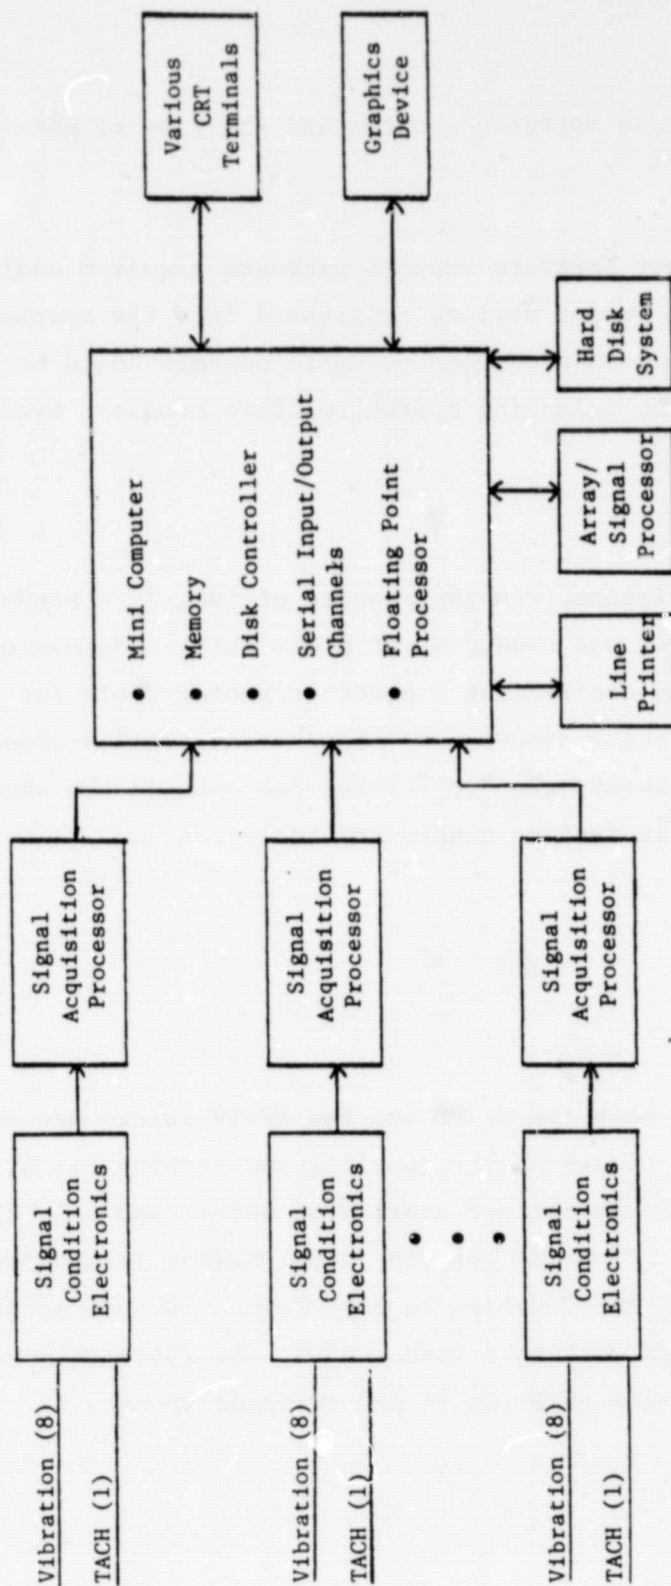 Vibration (8)
TACH (1)
Signal
Condition
Electronics
Signal
Acquisition
Processor
Vibration (8)
TACH (1)
Signal
Condition
Electronics
Signal
Acquisition
Processor
Vibration (8)
TACH (1)
Signal
Condition
Electronics
Signal
Acquisition
Processor
• Mini Computer
Memory
• Disk Controller
• Serial Input/Output
Channels
• Floating Point
Processor
Various
CRT
Terminals
Graphics
Device
Line
Printer
Array/
Signal
Processor
Hard
Disk
System